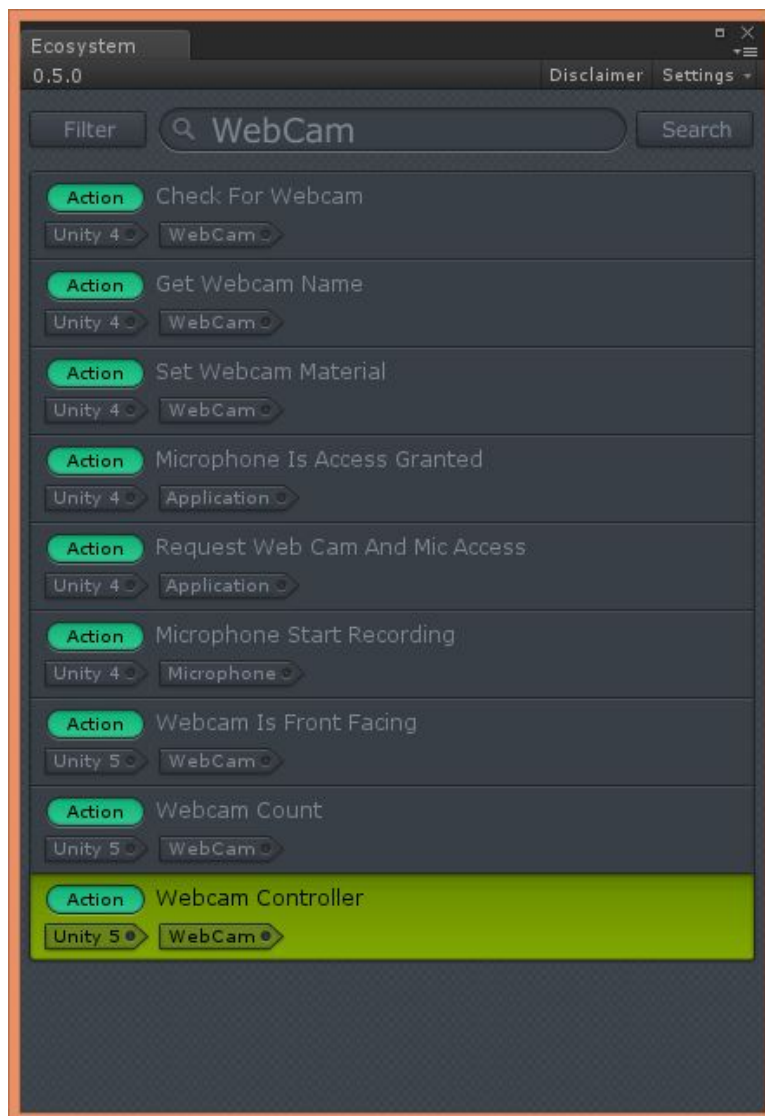 Ecosystem
0.5.0 Disclaimer Settings
Filter WebCam Search
Action Check For Webcam
Unity 4 WebCam
Action Get Webcam Name
Unity 4 WebCam
Action Set Webcam Material
Unity 4 WebCam
Action Microphone Is Access Granted
Unity 4 Application
Action Request Web Cam And Mic Access
Unity 4 Application
Action Microphone Start Recording
Unity 4 Microphone
Action Webcam Is Front Facing
Unity 5 WebCam
Action Webcam Count
Unity 5 WebCam
Action Webcam Controller
Unity 5 WebCam